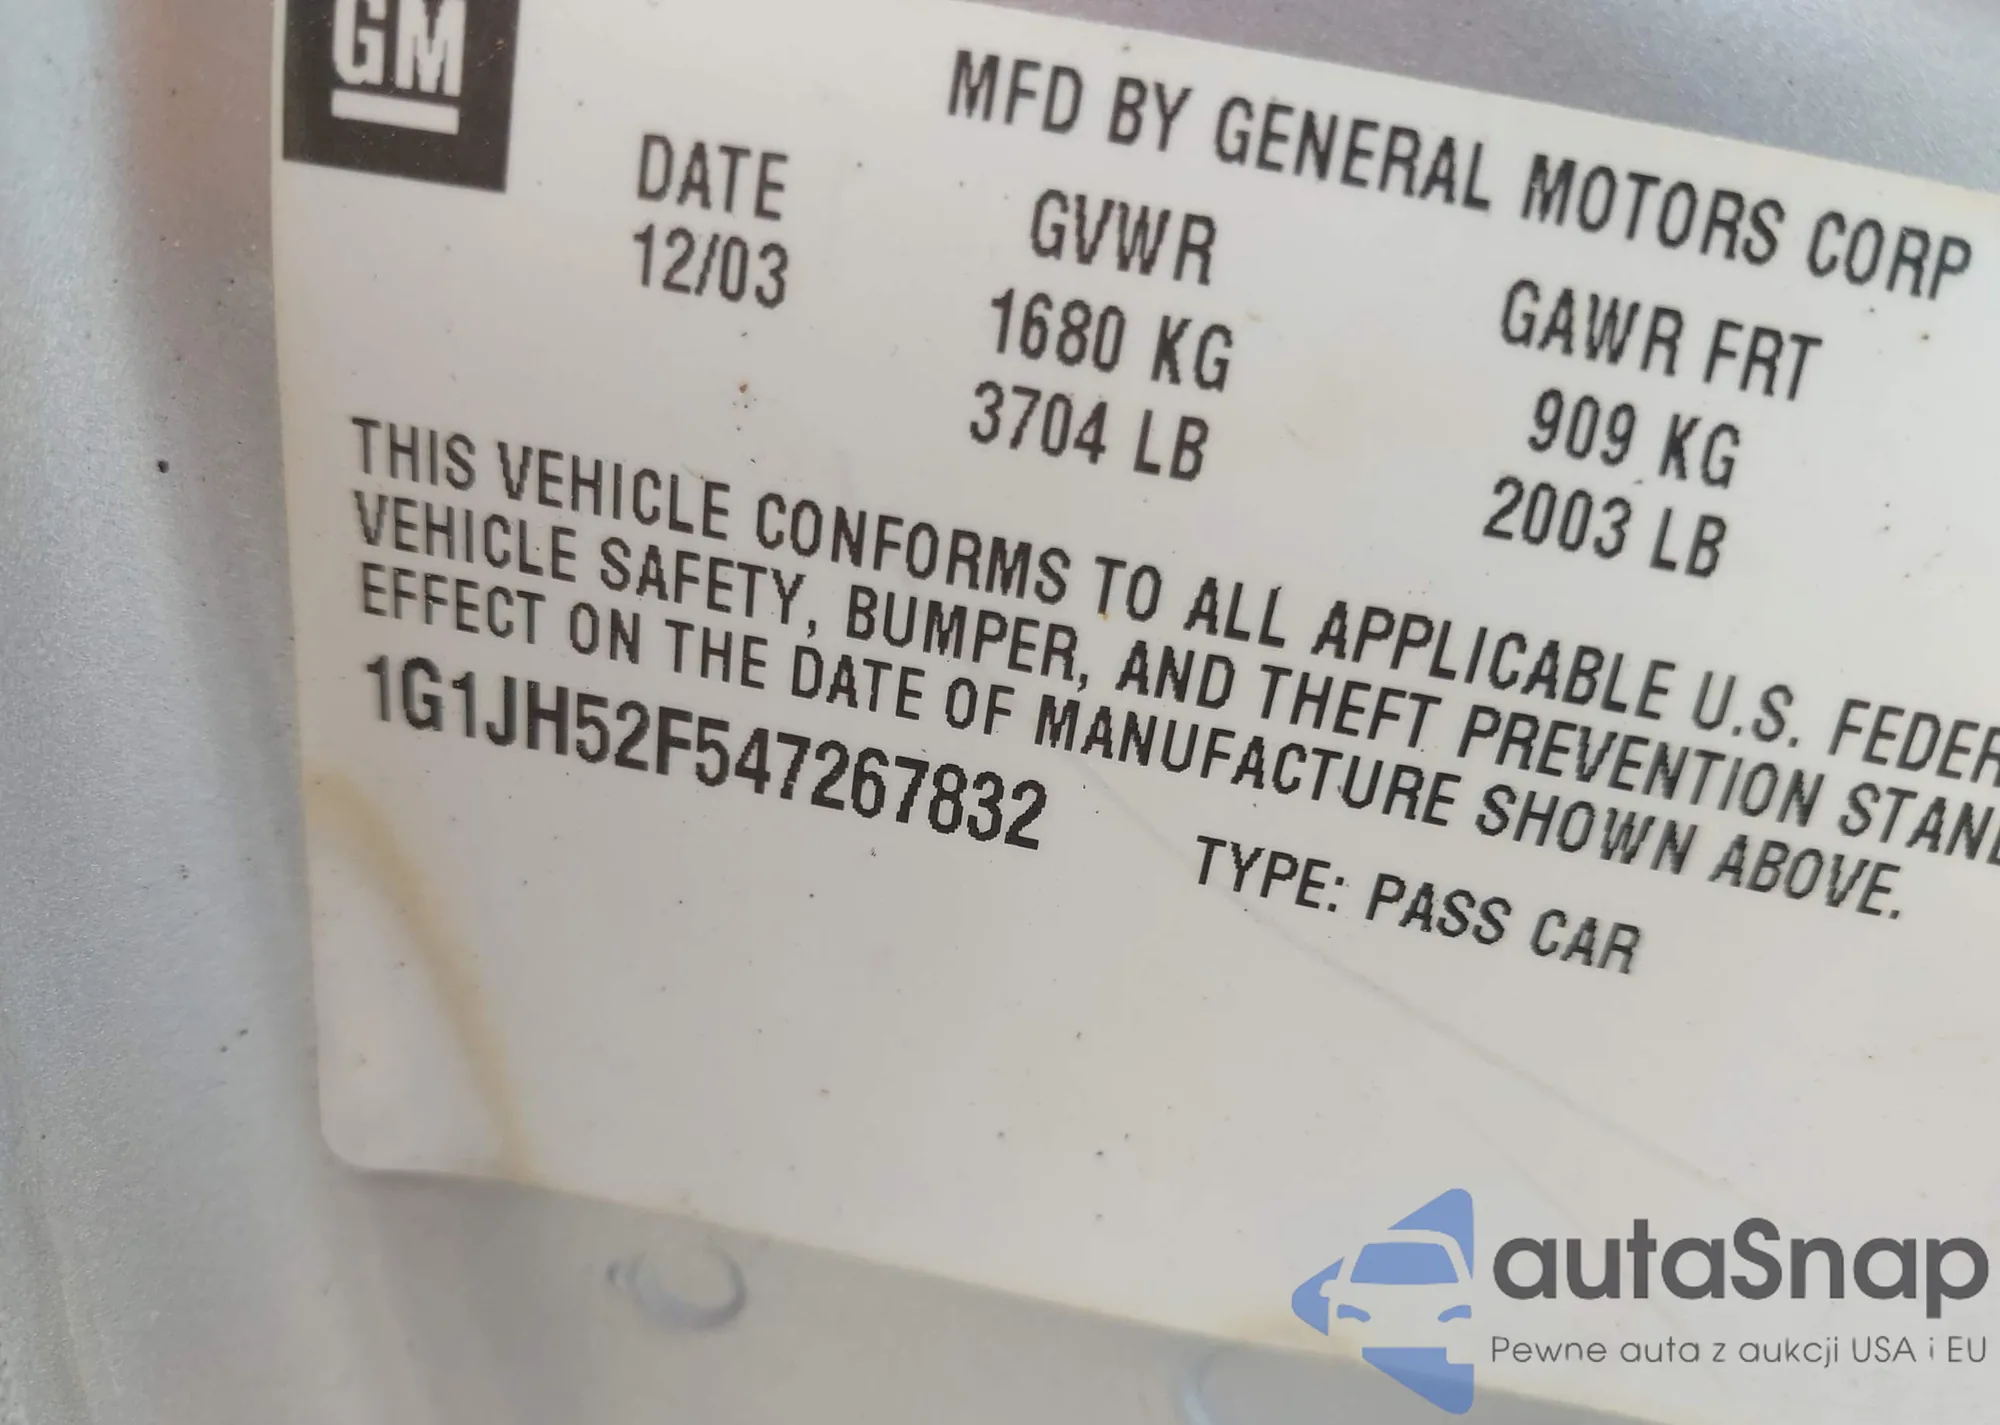 GM
MFD BY GENERAL MOTORS CORP
DATE
12/03
GVWR
1680 KG
3704 LB
GAWR FRT
909 KG
2003 LB
THIS VEHICLE CONFORMS TO ALL APPLICABLE U.S. FEDER
VEHICLE SAFETY, BUMPER, AND THEFT PREVENTION STAND
EFFECT ON THE DATE OF MANUFACTURE SHOWN ABOVE.
1G1JH52F547267832
TYPE: PASS CAR
autaSnap
Pewne auta z aukcji USA i EU